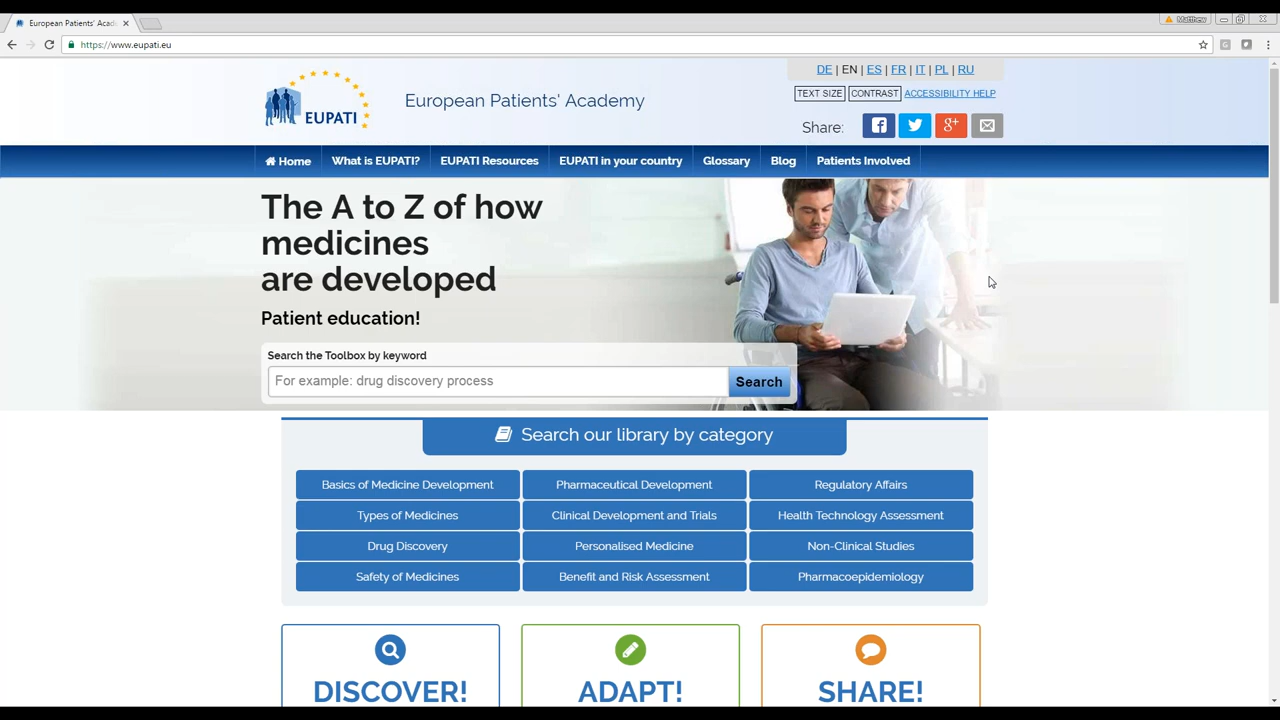 European Patients' Acad
Matthew
https://www.eupati.eu
DE | EN | ES | FR | IT | PL | RU
TEXT SIZE CONTRAST ACCESSIBILITY HELP
EUPATI
European Patients' Academy
Share:
Home What is EUPATI? EUPATI Resources EUPATI in your country Glossary Blog Patients Involved
The A to Z of how
medicines
are developed
Patient education!
Search the Toolbox by keyword
For example: drug discovery process Search
Search our library by category
Basics of Medicine Development Pharmaceutical Development Regulatory Affairs
Types of Medicines Clinical Development and Trials Health Technology Assessment
Drug Discovery Personalised Medicine Non-Clinical Studies
Safety of Medicines Benefit and Risk Assessment Pharmacoepidemiology
DISCOVER! ADAPT! SHARE!